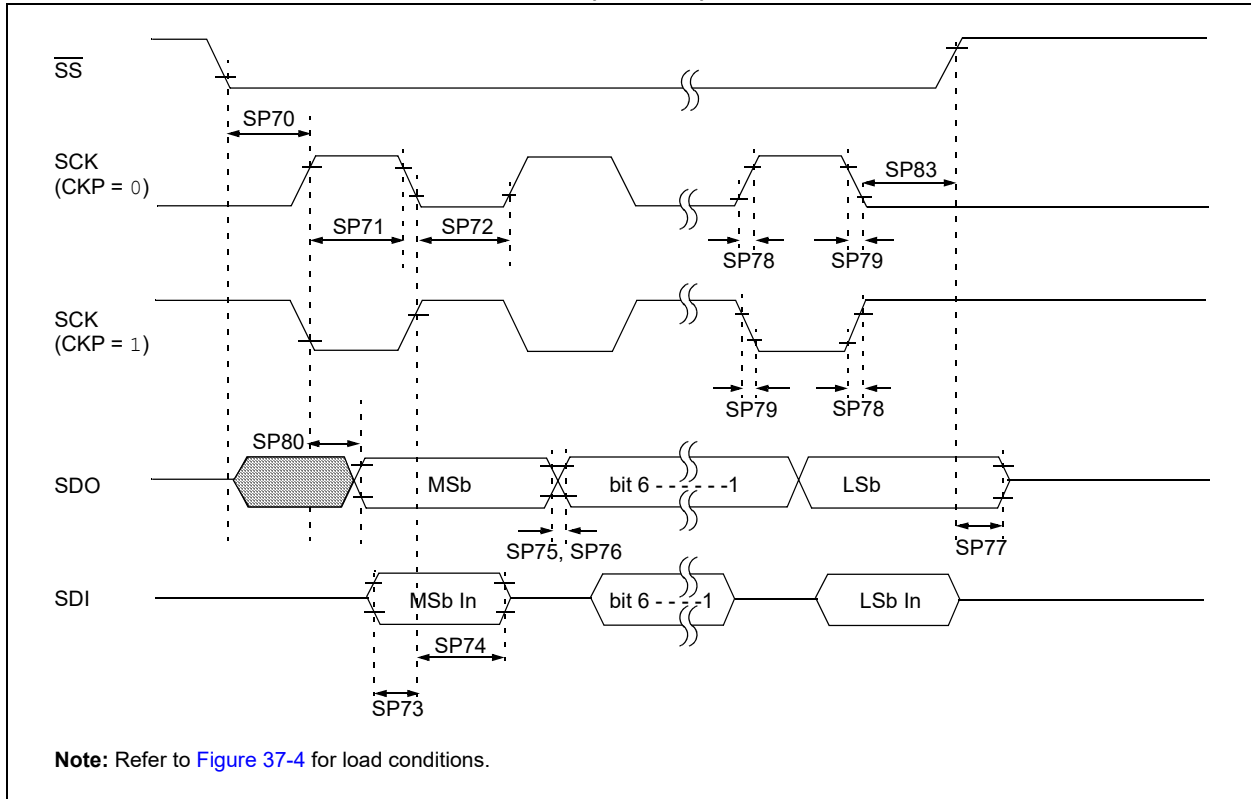 SS
SP70
SCK
(CKP = 0)
SP83
SP71
SP72
SP78
SP79
SCK
(CKP = 1)
SP79
SP78
SP80
SDO
MSb
bit 6 - - - - - -1
LSb
SP75, SP76
SP77
SDI
MSb In
bit 6 - - - -1
LSb In
SP74
SP73
Note: Refer to Figure 37-4 for load conditions.